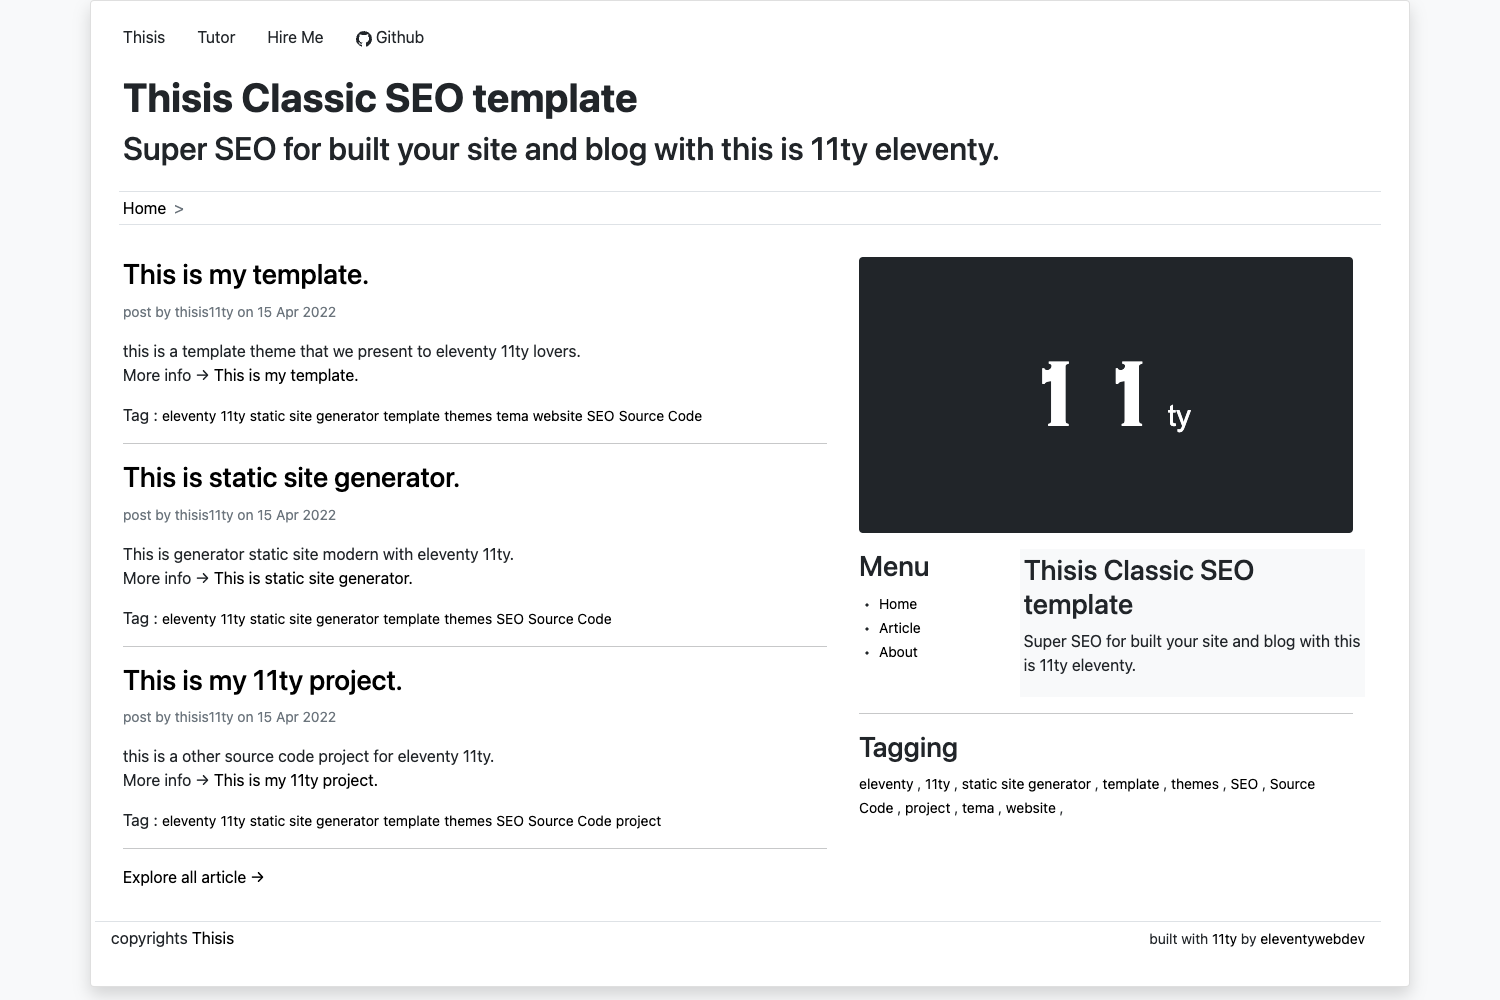 Thisis Tutor Hire Me Github
Thisis Classic SEO template
Super SEO for built your site and blog with this is 11ty eleventy.
Home >
This is my template.
post by thisis11ty on 15 Apr 2022
this is a template theme that we present to eleventy 11ty lovers.
More info → This is my template.
Tag : eleventy 11ty static site generator template themes tema website SEO Source Code
This is static site generator.
post by thisis11ty on 15 Apr 2022
This is generator static site modern with eleventy 11ty.
More info → This is static site generator.
Tag : eleventy 11ty static site generator template themes SEO Source Code
This is my 11ty project.
post by thisis11ty on 15 Apr 2022
this is a other source code project for eleventy 11ty.
More info → This is my 11ty project.
Tag : eleventy 11ty static site generator template themes SEO Source Code project
Explore all article →
1 1 ty
Menu
• Home
• Article
• About
Thisis Classic SEO
template
Super SEO for built your site and blog with this
is 11ty eleventy.
Tagging
eleventy , 11ty , static site generator , template , themes , SEO , Source
Code , project , tema , website ,
copyrights Thisis
built with 11ty by eleventywebdev